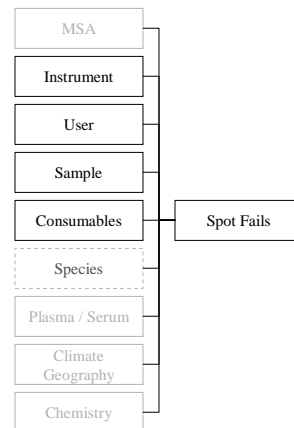 MSA
Instrument
User
Sample
Consumables
Spot Fails
Species
Plasma / Serum
Climate
Geography
Chemistry